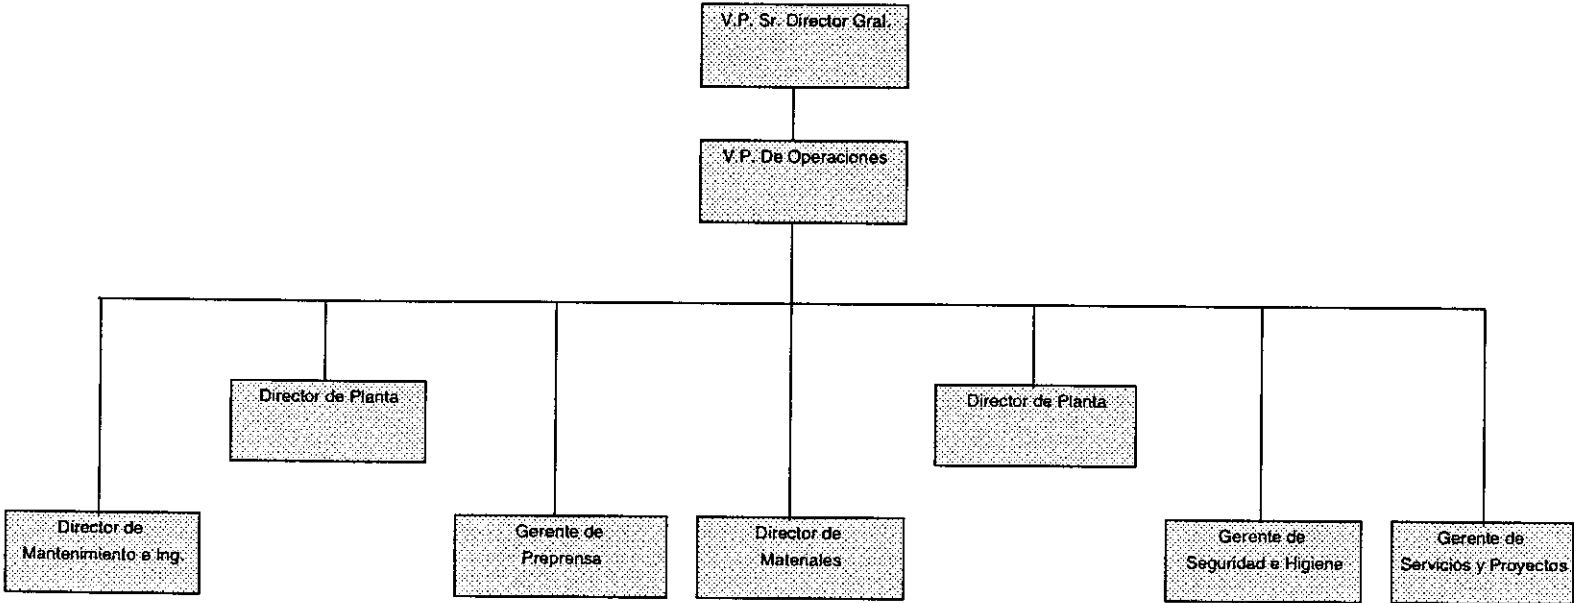 V.P. Sr. Director Gral.
V.P. De Operaciones
Director de Planta
Director de Planta
Director de
Mantenimiento e Ing.
Gerente de
Preprensa
Director de
Materiales
Gerente de
Seguridad e Higiene
Gerente de
Servicios y Proyectos